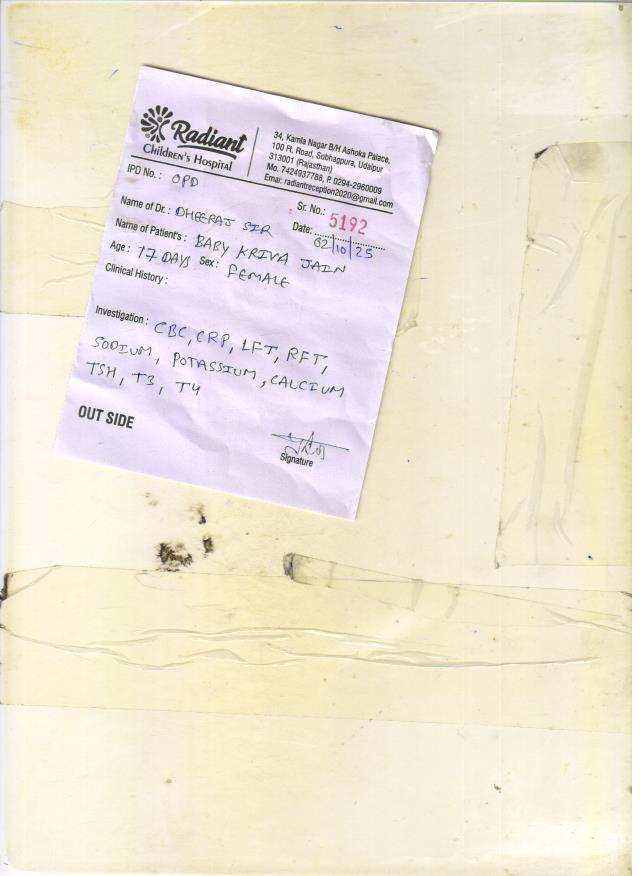 Radiant
Children's Hospital
34, Kamla Nagar B/H Ashoka Palace,
100 Ft. Road, Sobhagpura, Udaipur
313001 (Rajasthan)
Mo. 7424937788, P. 0294-2960009
Emai: radiantreception2020@gmail.com
IPD No.: OPD
Sr. No.: 5192
Name of Dr.: DHEERAJ SIR
Date: 02/10/25
Name of Patient's: BABY KRIVA JAIN
Age: 17 DAYS Sex: FEMALE
Clinical History:
Investigation: CBC, CRP, LFT, RFT,
SODIUM, POTASSIUM, CALCIUM
TSH, T3, T4
OUT SIDE
Signature